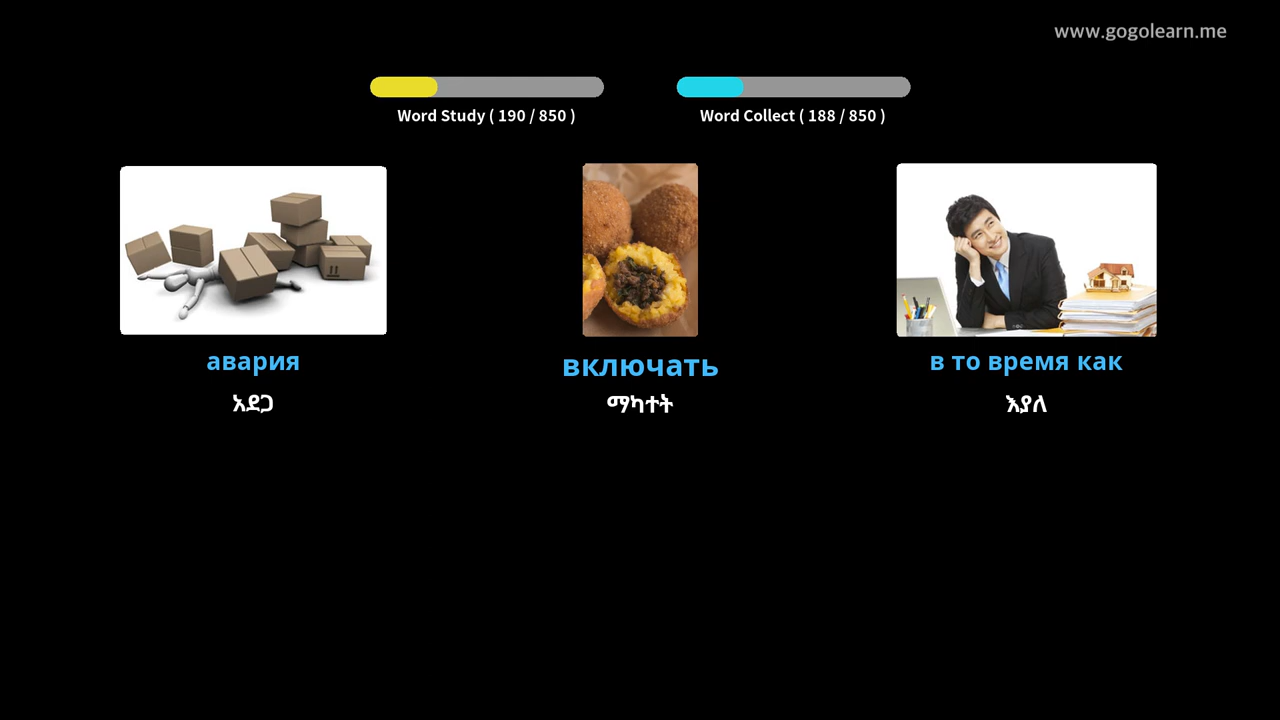 www.gogolearn.me
Word Study ( 190 / 850 )
Word Collect ( 188 / 850 )
авария
включать
в то время как
አደጋ
ማካተት
እያለ